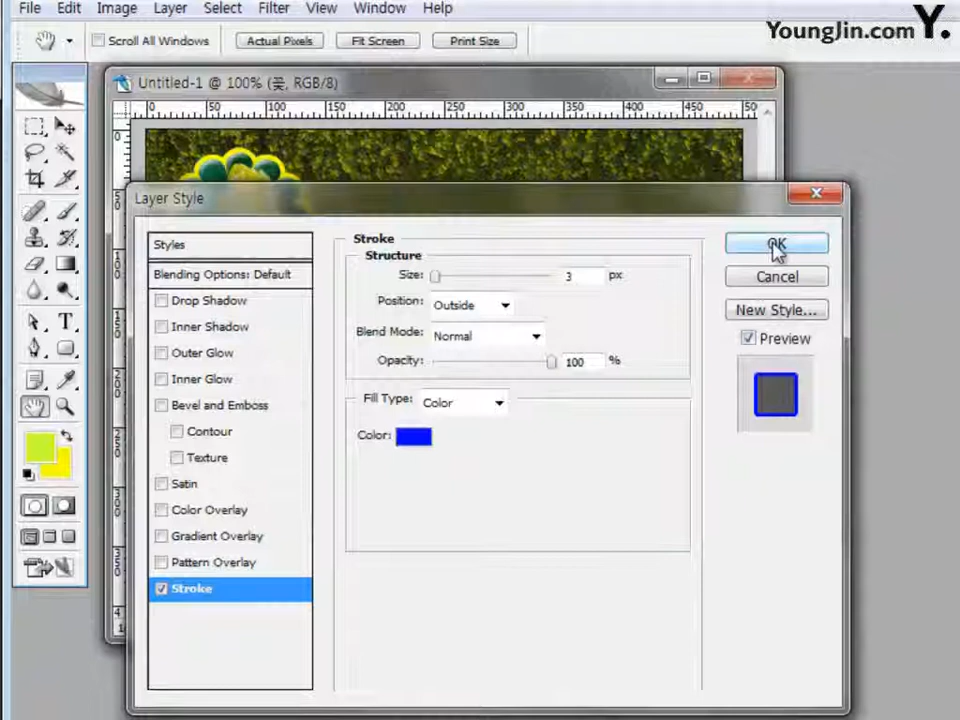 File Edit Image Layer Select Filter View Window Help
YoungJin.com Y.
Scroll All Windows Actual Pixels Fit Screen Print Size
Untitled-1 @ 100% (꽃, RGB/8)
0 50 100 150 200 250 300 350 400 450 50
Layer Style
Styles
Blending Options: Default
Drop Shadow
Inner Shadow
Outer Glow
Inner Glow
Bevel and Emboss
Contour
Texture
Satin
Color Overlay
Gradient Overlay
Pattern Overlay
Stroke
Stroke
Structure
Size: 3 px
Position: Outside
Blend Mode: Normal
Opacity: 100 %
Fill Type: Color
Color:
OK
Cancel
New Style...
Preview